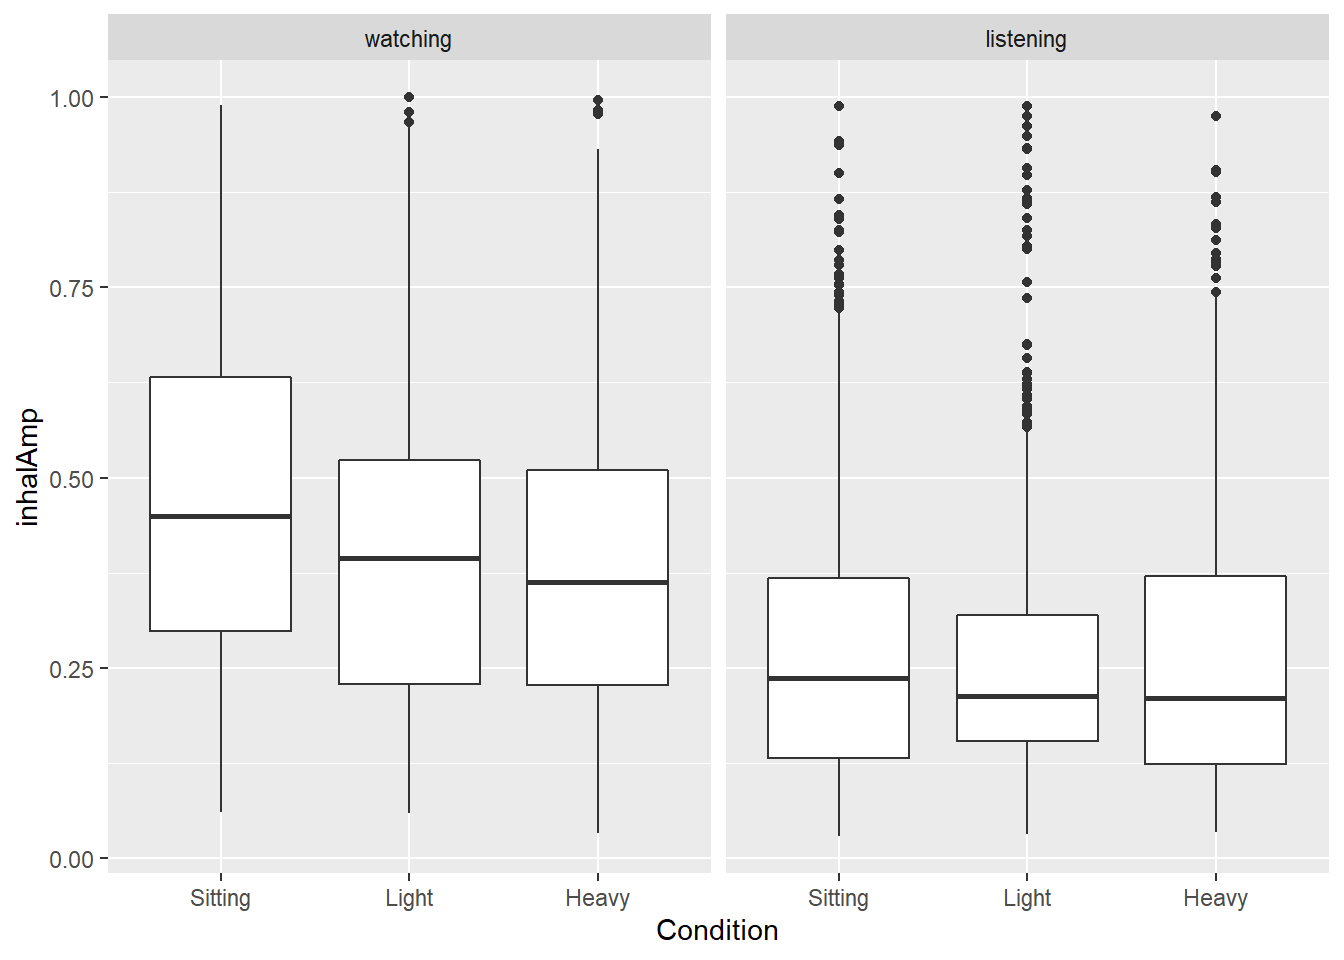 watching
listening
1.00
0.75
0.50
0.25
0.00
inhalAmp
Sitting
Light
Heavy
Sitting
Light
Heavy
Condition